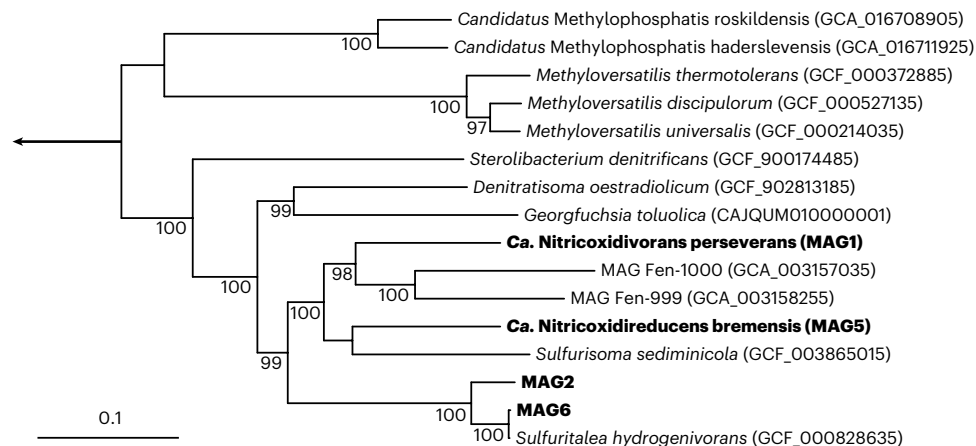 Candidatus Methylophosphatis roskildensis (GCA_016708905)
100
Candidatus Methylophosphatis haderslevensis (GCA_016711925)
Methyloversatilis thermotolerans (GCF_000372885)
100
Methyloversatilis discipulorum (GCF_000527135)
97
Methyloversatilis universalis (GCF_000214035)
Sterolibacterium denitrificans (GCF_900174485)
Denitratisoma oestradiolicum (GCF_902813185)
99
Georgfuchsia toluolica (CAJQUM010000001)
100
Ca. Nitricoxidivorans perseverans (MAG1)
98
MAG Fen-1000 (GCA_003157035)
100
100
MAG Fen-999 (GCA_003158255)
100
Ca. Nitricoxidireducens bremensis (MAG5)
Sulfurisoma sediminicola (GCF_003865015)
99
MAG2
MAG6
100
100
Sulfuritalea hydrogenivorans (GCF_000828635)
0.1